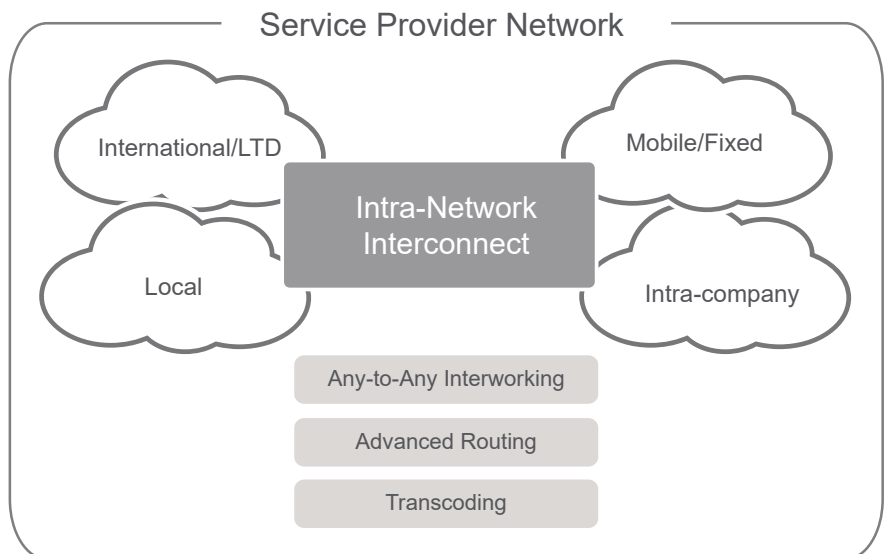 Service Provider Network
International/LTD
Mobile/Fixed
Intra-Network
Interconnect
Local
Intra-company
Any-to-Any Interworking
Advanced Routing
Transcoding